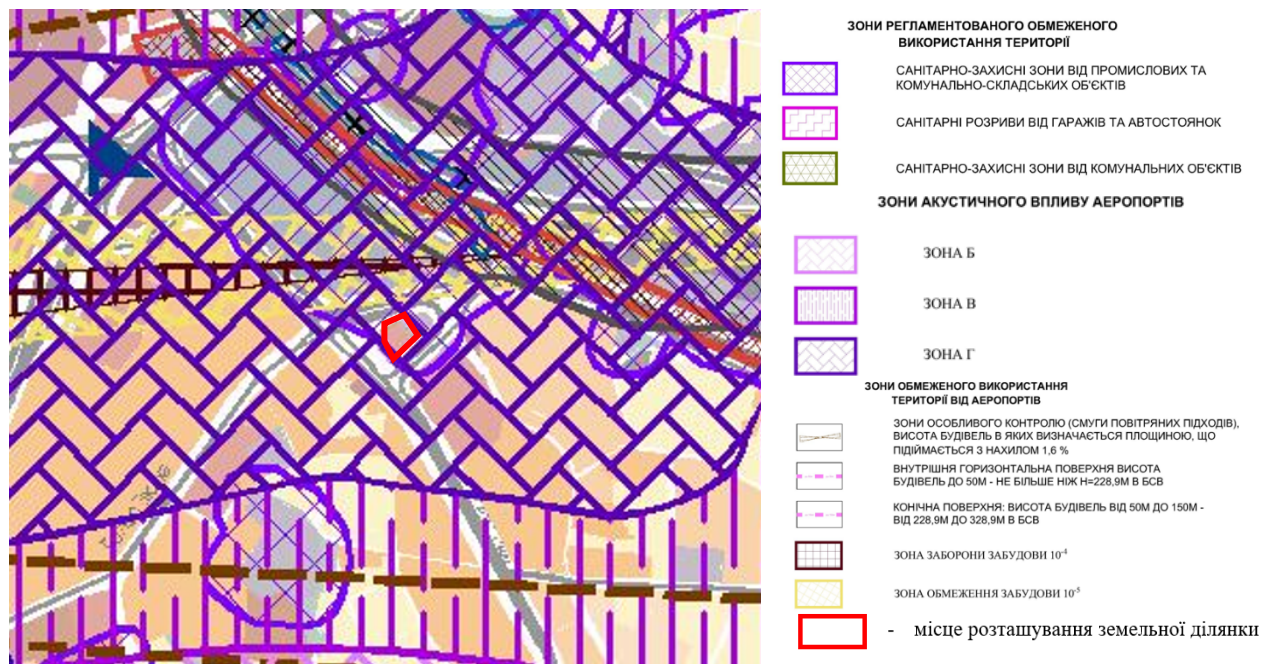 ЗОНИ РЕГЛАМЕНТОВАНОГО ОБМЕЖЕНОГО
ВИКОРИСТАННЯ ТЕРИТОРІЇ
САНІТАРНО-ЗАХИСНІ ЗОНИ ВІД ПРОМИСЛОВИХ ТА
КОМУНАЛЬНО-СКЛАДСЬКИХ ОБ'ЄКТІВ
САНІТАРНІ РОЗРИВИ ВІД ГАРАЖІВ ТА АВТОСТОЯНОК
САНІТАРНО-ЗАХИСНІ ЗОНИ ВІД КОМУНАЛЬНИХ ОБ'ЄКТІВ
ЗОНИ АКУСТИЧНОГО ВПЛИВУ АЕРОПОРТІВ
ЗОНА Б
ЗОНА В
ЗОНА Г
ЗОНИ ОБМЕЖЕНОГО ВИКОРИСТАННЯ
ТЕРИТОРІЇ ВІД АЕРОПОРТІВ
ЗОНИ ОСОБЛИВОГО КОНТРОЛЮ (СМУГИ ПОВІТРЯНИХ ПІДХОДІВ),
ВИСОТА БУДІВЕЛЬ В ЯКИХ ВИЗНАЧАЄТЬСЯ ПЛОЩИНОЮ, ЩО
ПІДІЙМАЄТЬСЯ З НАХИЛОМ 1,6 %
ВНУТРІШНЯ ГОРИЗОНТАЛЬНА ПОВЕРХНЯ ВИСОТА
БУДІВЕЛЬ ДО 50М - НЕ БІЛЬШЕ НІЖ Н=228,9М В БСВ
КОНІЧНА ПОВЕРХНЯ: ВИСОТА БУДІВЕЛЬ ВІД 50М ДО 150М -
ВІД 228,9М ДО 328,9М В БСВ
ЗОНА ЗАБОРОНИ ЗАБУДОВИ 10⁻⁴
ЗОНА ОБМЕЖЕННЯ ЗАБУДОВИ 10⁻⁵
- місце розташування земельної ділянки